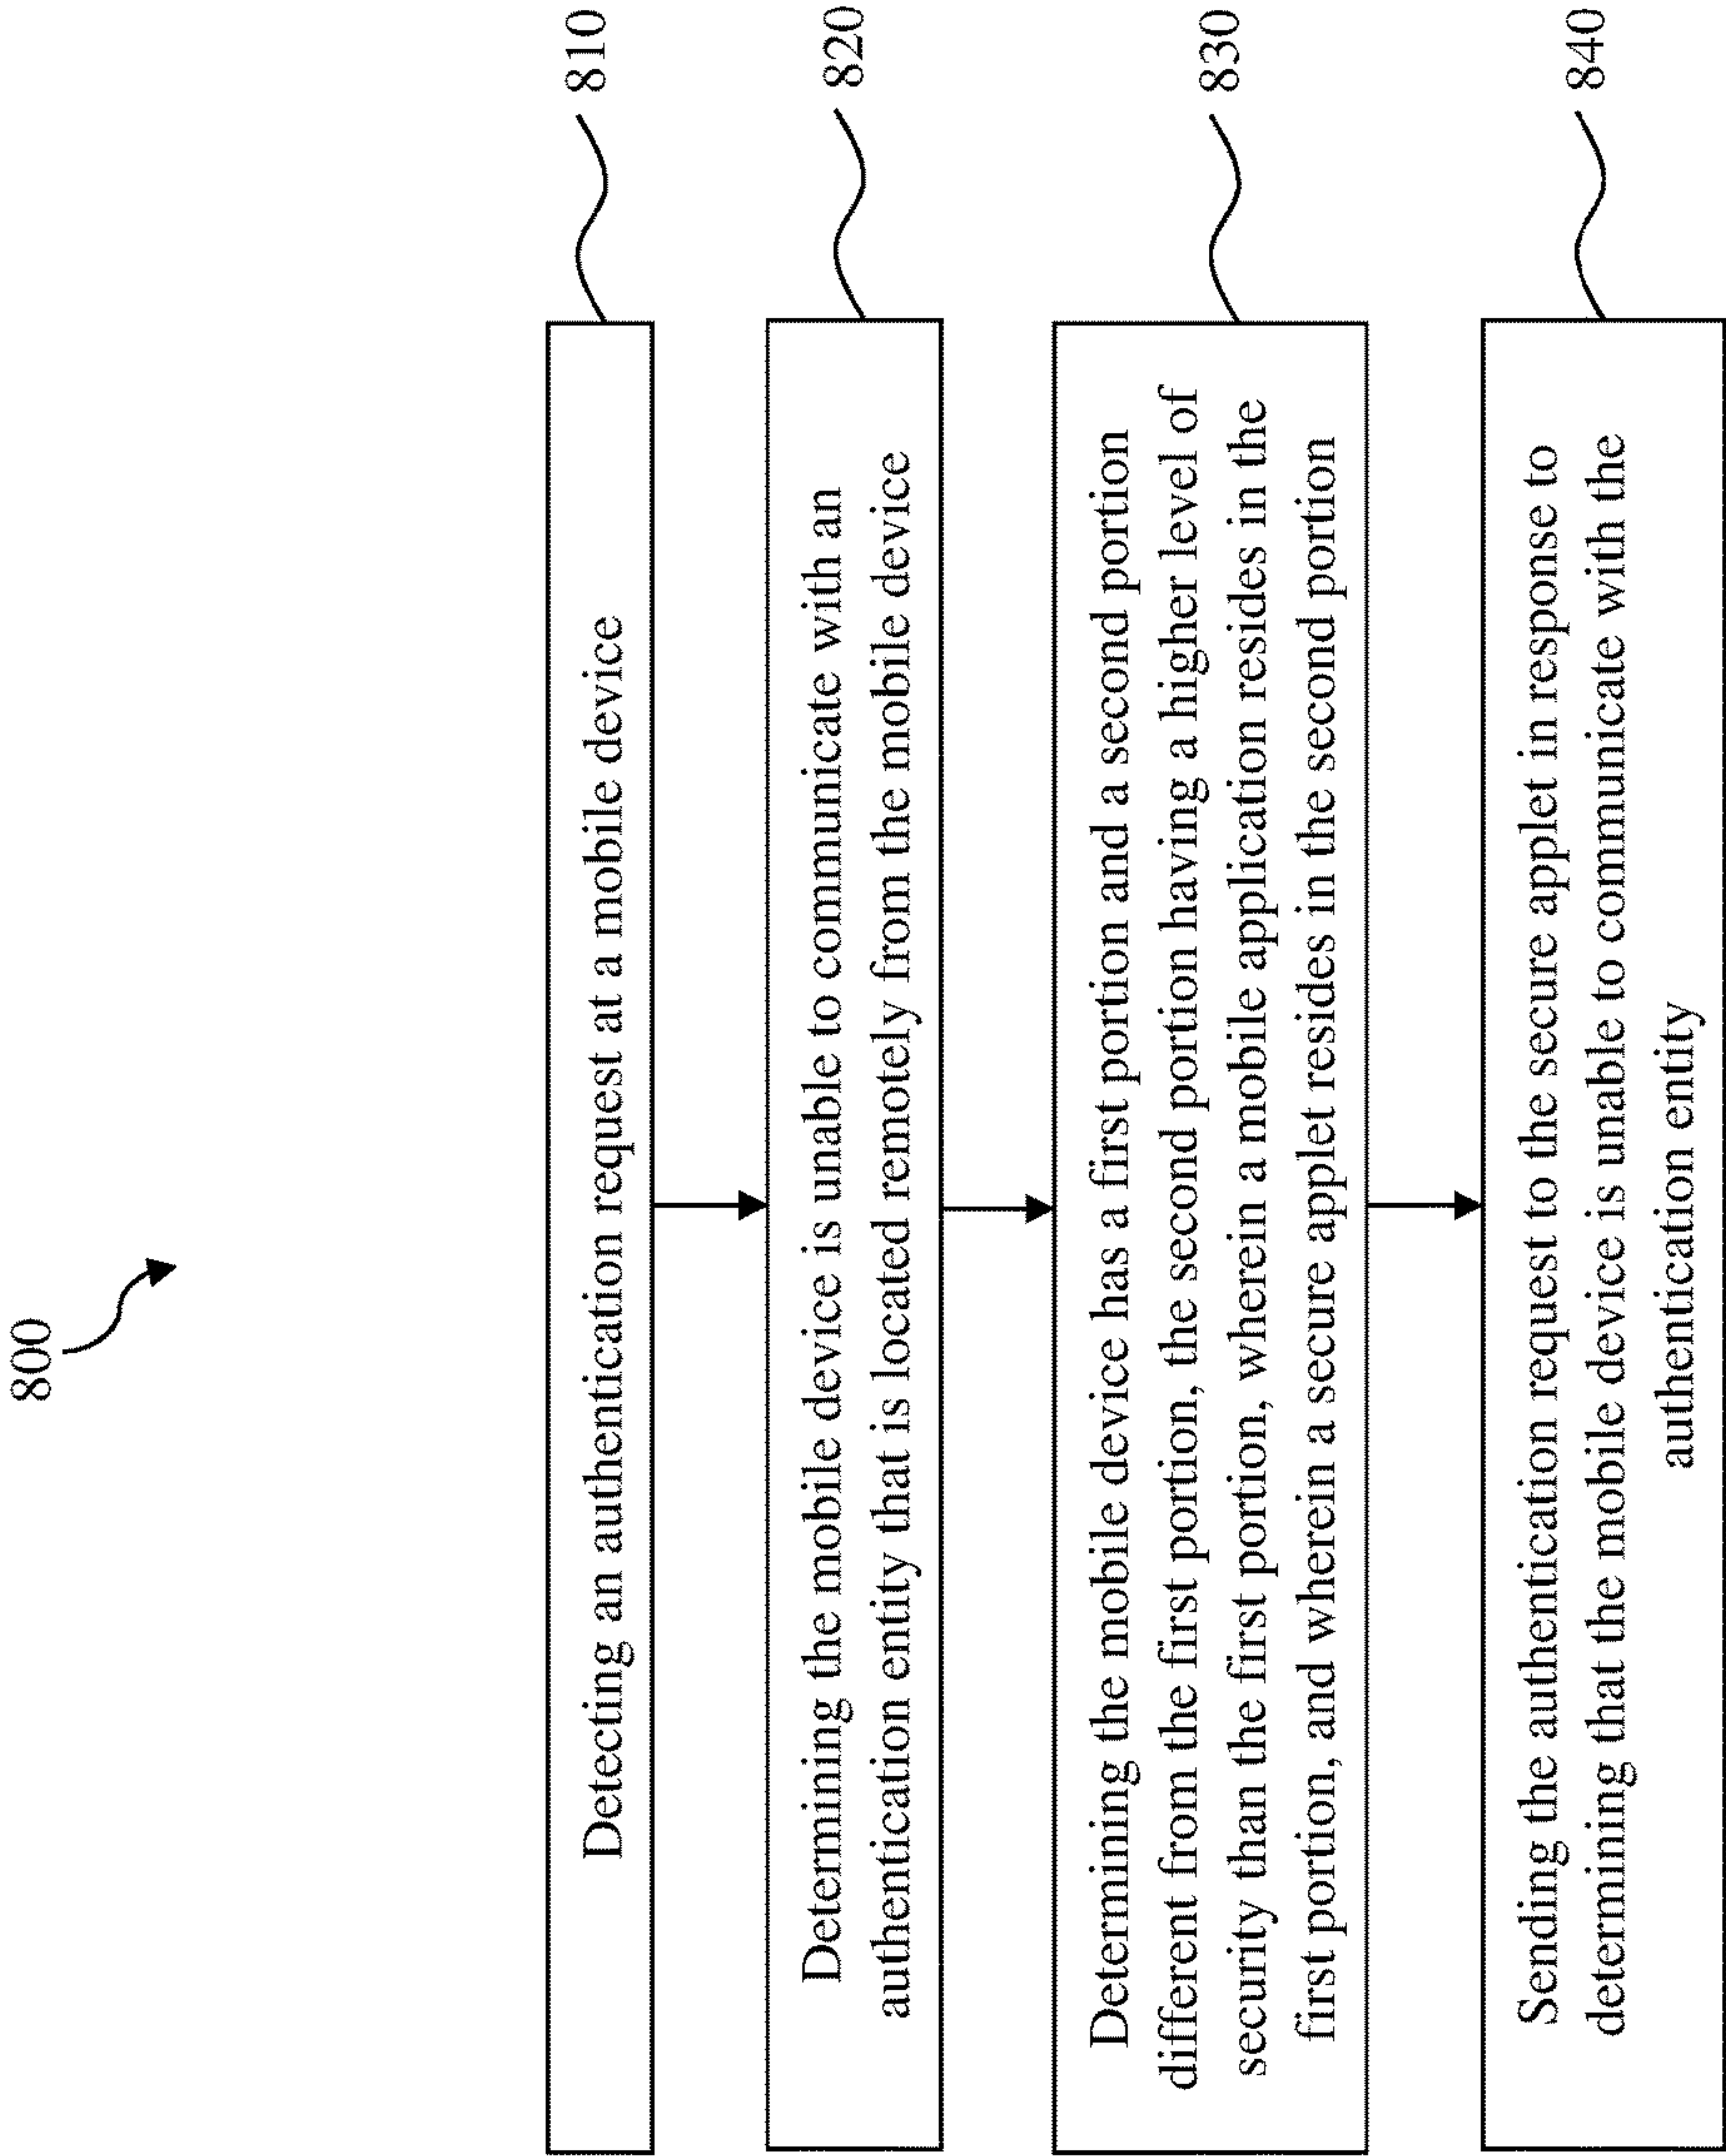 800
Detecting an authentication request at a mobile device
810
Determining the mobile device is unable to communicate with an
authentication entity that is located remotely from the mobile device
820
Determining the mobile device has a first portion and a second portion
different from the first portion, the second portion having a higher level of
security than the first portion, wherein a mobile application resides in the
first portion, and wherein a secure applet resides in the second portion
830
Sending the authentication request to the secure applet in response to
determining that the mobile device is unable to communicate with the
authentication entity
840